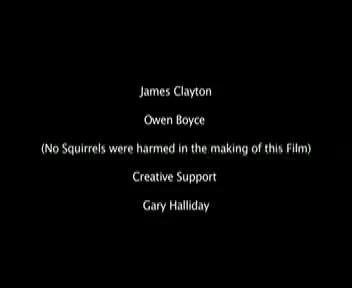 James Clayton
Owen Boyce
(No Squirrels were harmed in the making of this Film)
Creative Support
Gary Halliday